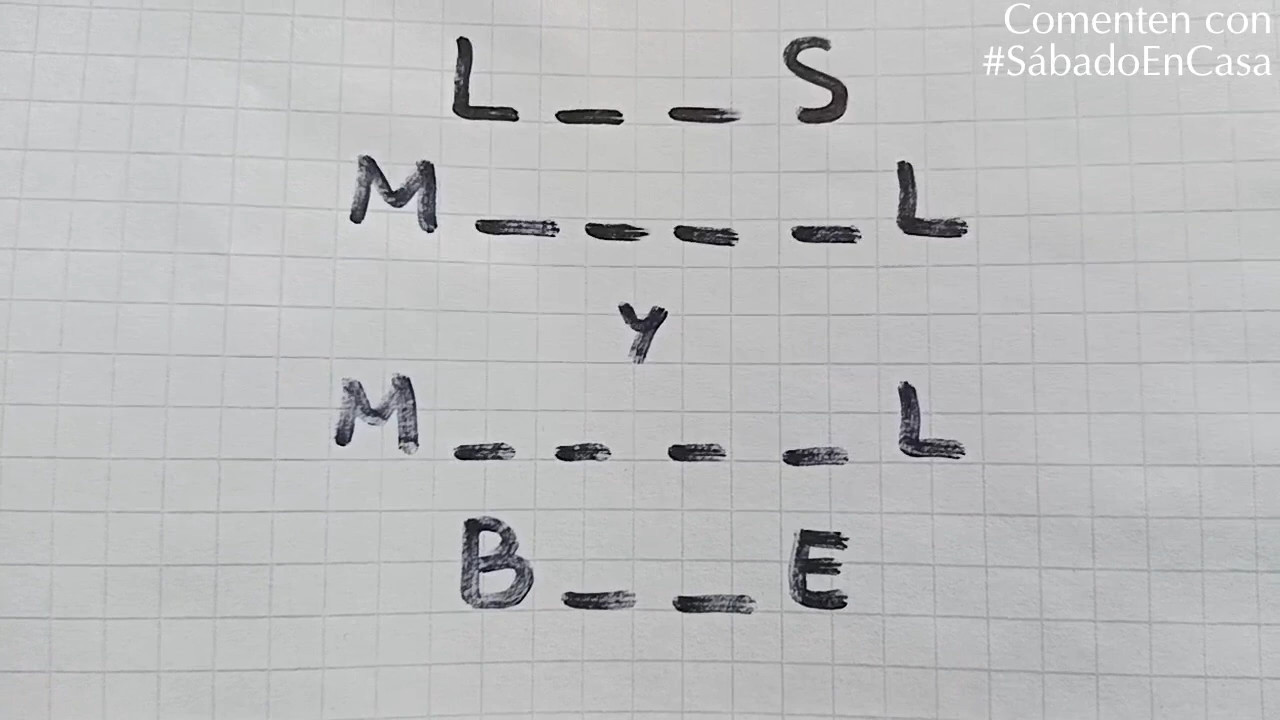 Comenten con
#SábadoEnCasa
L _ _ S
M _ _ _ _ L
Y
M _ _ _ _ L
B _ _ E